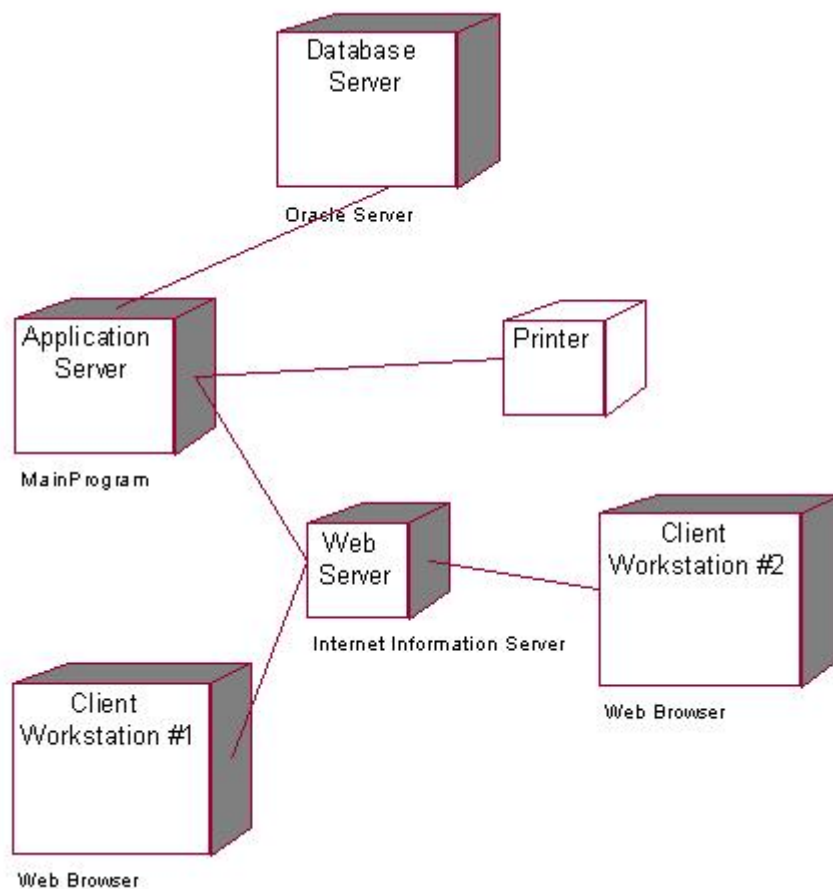 Database
Server
Oracle Server
Application
Server
MainProgram
Printer
Web
Server
Internet Information Server
Client
Workstation #2
Web Browser
Client
Workstation #1
Web Browser